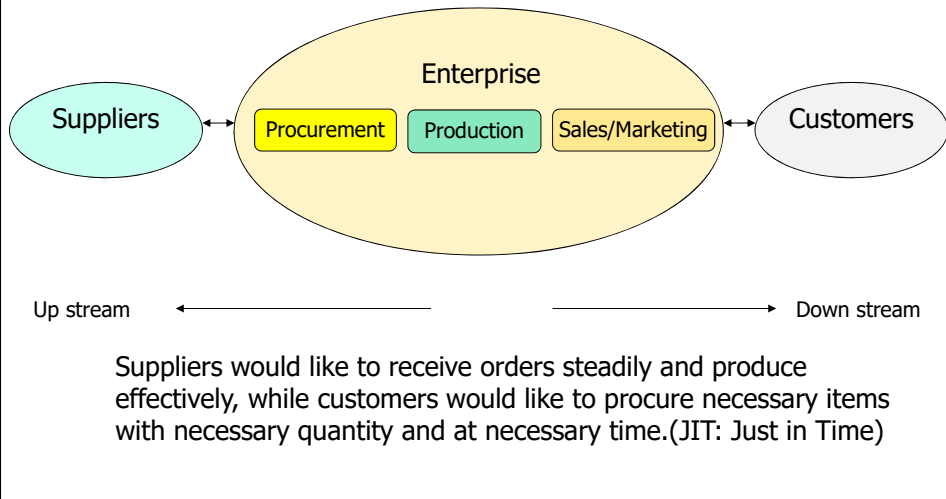 Enterprise
Suppliers
Procurement
Production
Sales/Marketing
Customers
Up stream
Down stream
Suppliers would like to receive orders steadily and produce
effectively, while customers would like to procure necessary items
with necessary quantity and at necessary time.(JIT: Just in Time)